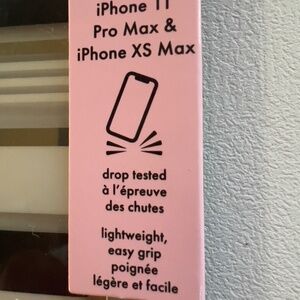 iPhone 11
Pro Max &
iPhone XS Max
drop tested
à l'épreuve
des chutes
lightweight,
easy grip
poignée
légère et facile